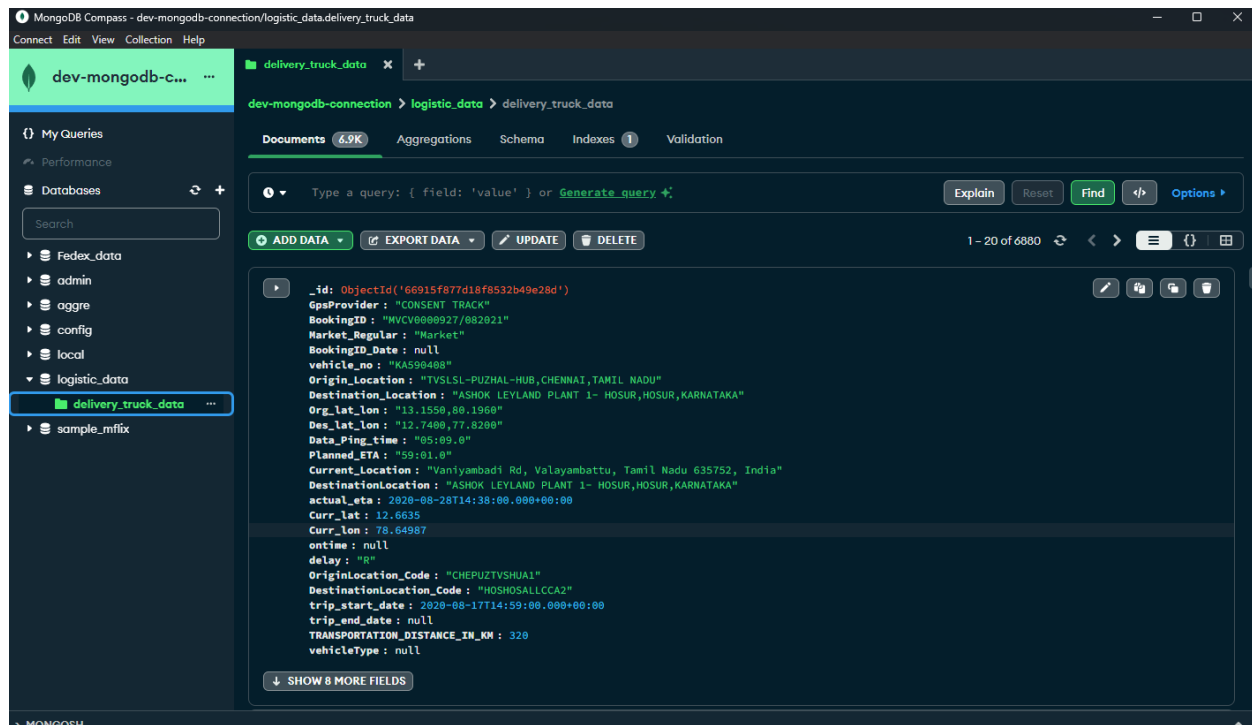 MongoDB Compass - dev-mongodb-connection/logistic_data.delivery_truck_data
Connect Edit View Collection Help
dev-mongodb-c... ...
delivery_truck_data
dev-mongodb-connection > logistic_data > delivery_truck_data
{} My Queries
Performance
Databases
Search
Fedex_data
admin
aggre
config
local
logistic_data
delivery_truck_data ...
sample_mflix
Documents 6.9K Aggregations Schema Indexes 1 Validation
Type a query: { field: 'value' } or Generate query
Explain Reset Find </> Options
ADD DATA EXPORT DATA UPDATE DELETE
1 – 20 of 6880
{}
_id: ObjectId('66915f877d18f8532b49e28d')
GpsProvider : "CONSENT TRACK"
BookingID : "MVCV0000927/082021"
Market_Regular : "Market"
BookingID_Date : null
vehicle_no : "KA590408"
Origin_Location : "TVSLSL-PUZHAL-HUB,CHENNAI,TAMIL NADU"
Destination_Location : "ASHOK LEYLAND PLANT 1- HOSUR,HOSUR,KARNATAKA"
Org_lat_lon : "13.1550,80.1960"
Des_lat_lon : "12.7400,77.8200"
Data_Ping_time : "05:09.0"
Planned_ETA : "59:01.0"
Current_Location : "Vaniyambadi Rd, Valayambattu, Tamil Nadu 635752, India"
DestinationLocation : "ASHOK LEYLAND PLANT 1- HOSUR,HOSUR,KARNATAKA"
actual_eta : 2020-08-28T14:38:00.000+00:00
Curr_lat : 12.6635
Curr_lon : 78.64987
ontime : null
delay : "R"
OriginLocation_Code : "CHEPUZTVSHUA1"
DestinationLocation_Code : "HOSHOSALLCCA2"
trip_start_date : 2020-08-17T14:59:00.000+00:00
trip_end_date : null
TRANSPORTATION_DISTANCE_IN_KM : 320
vehicleType : null
SHOW 8 MORE FIELDS
>_MONGOSH